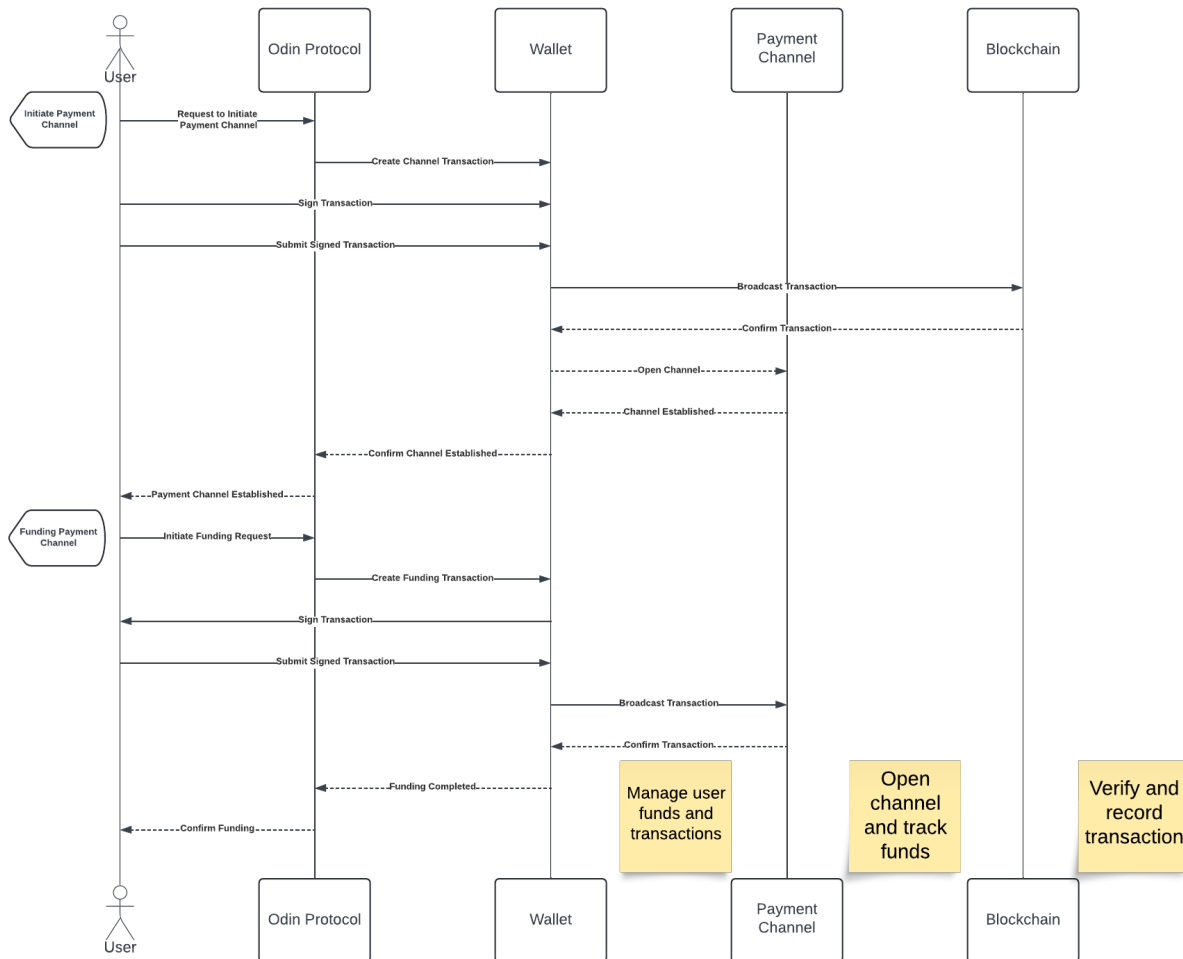 User
Odin Protocol
Wallet
Payment
Channel
Blockchain
Initiate Payment
Channel
Request to Initiate
Payment Channel
Create Channel Transaction
Sign Transaction
Submit Signed Transaction
Broadcast Transaction
Confirm Transaction
Open Channel
Channel Established
Confirm Channel Established
Payment Channel Established
Funding Payment
Channel
Initiate Funding Request
Create Funding Transaction
Sign Transaction
Submit Signed Transaction
Broadcast Transaction
Confirm Transaction
Funding Completed
Confirm Funding
Manage user
funds and
transactions
Open
channel
and track
funds
Verify and
record
transaction
User
Odin Protocol
Wallet
Payment
Channel
Blockchain